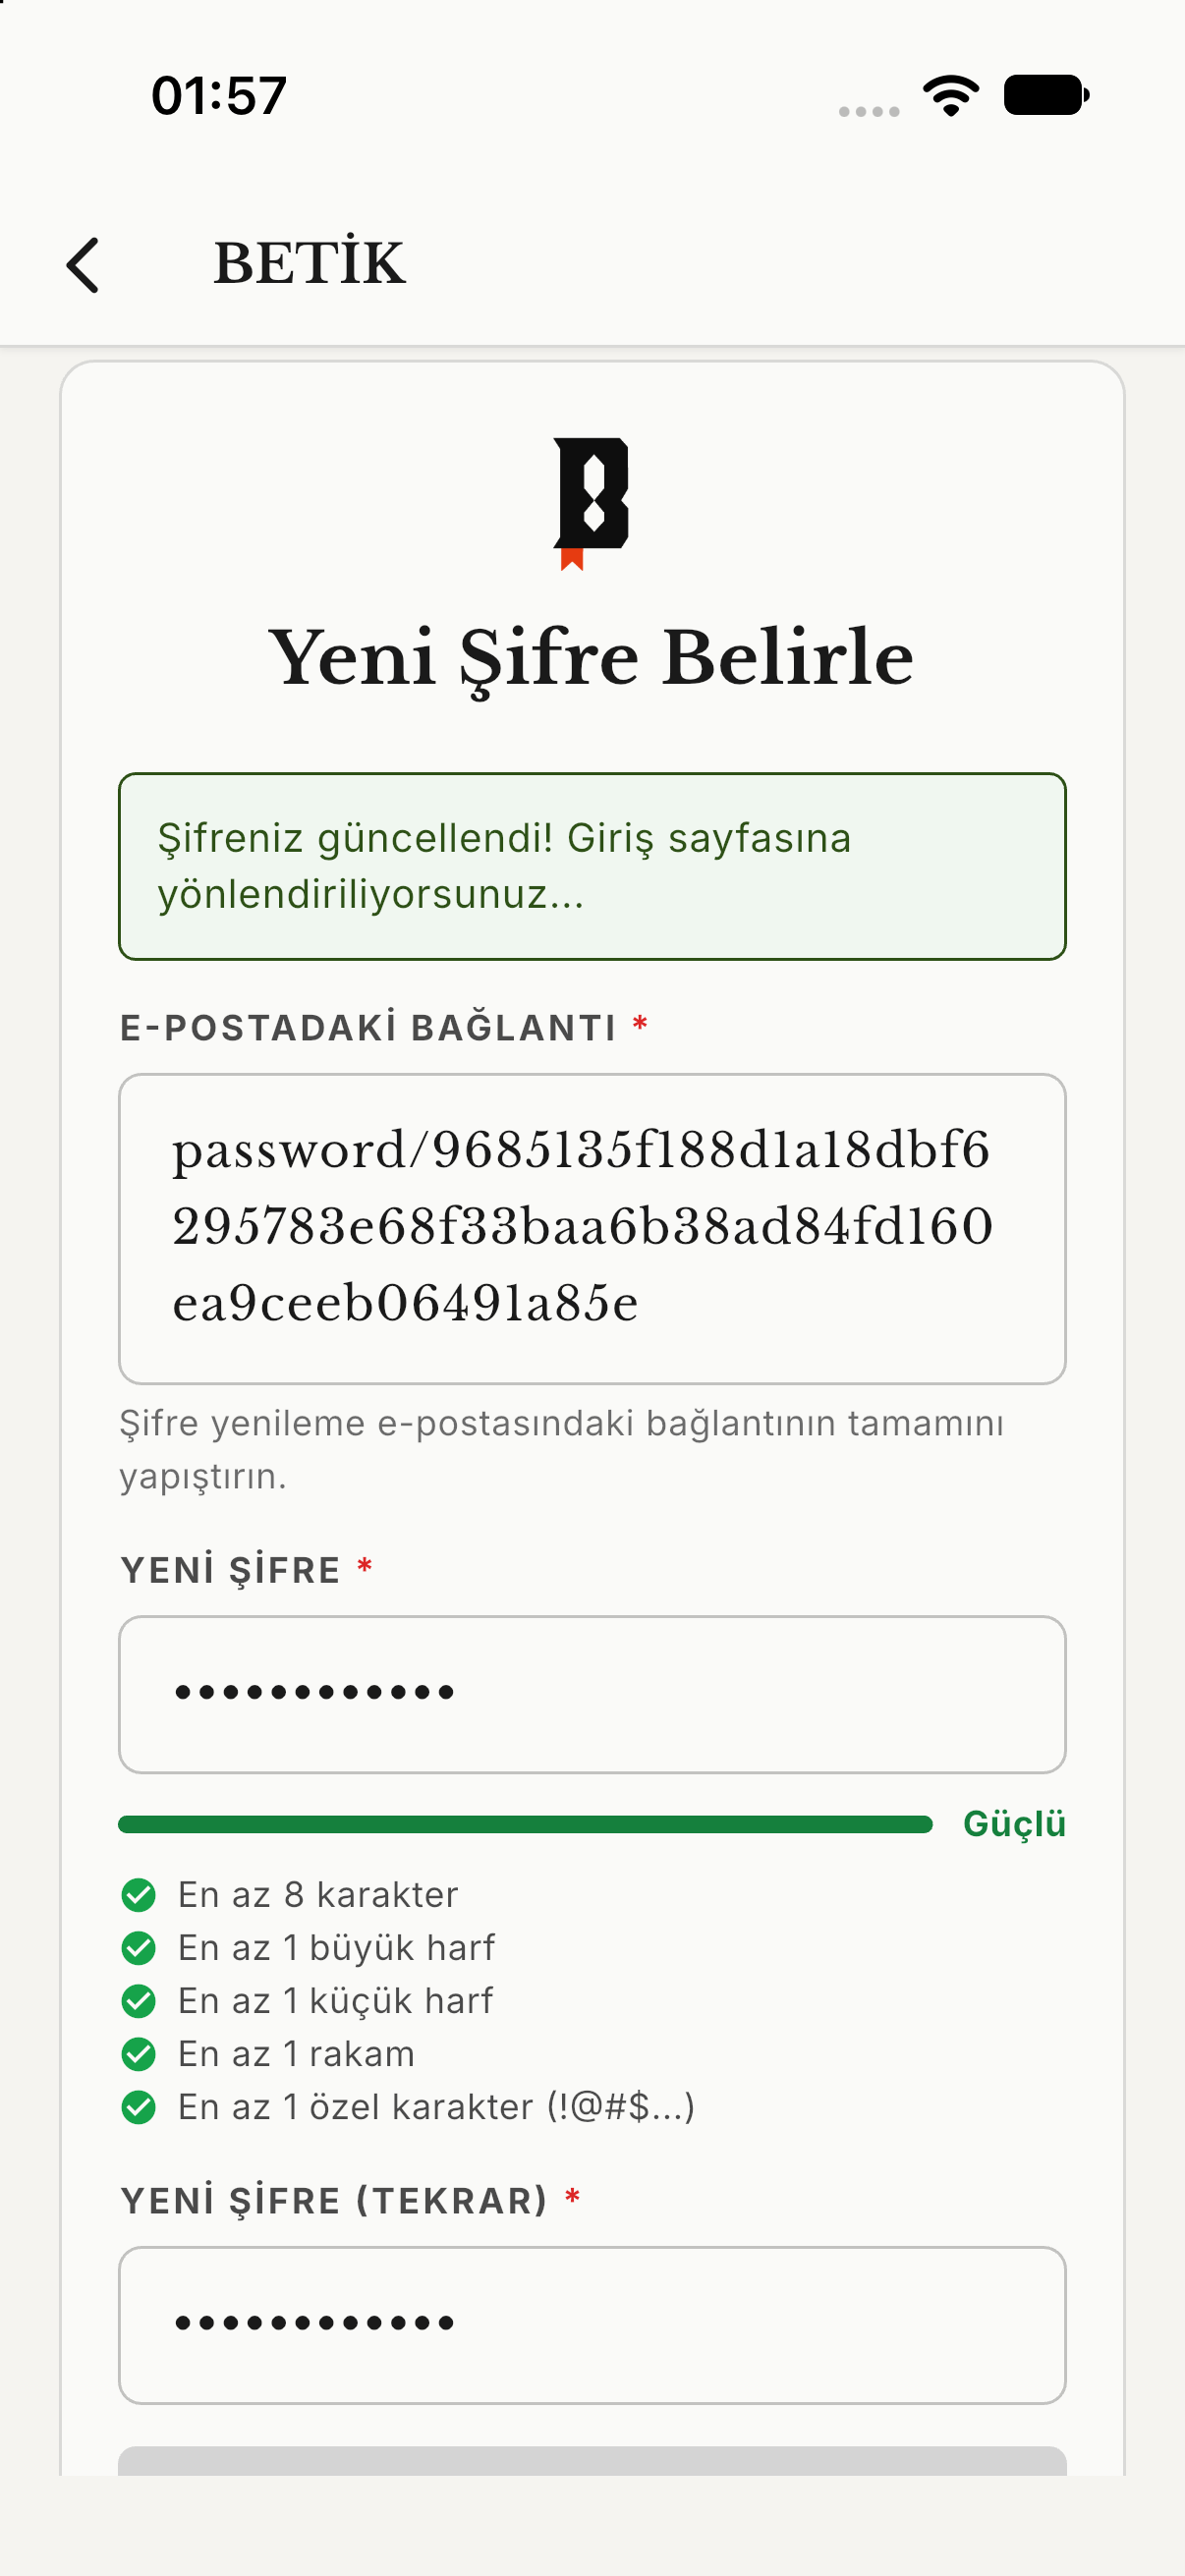 01:57
BETİK
Yeni Şifre Belirle
Şifreniz güncellendi! Giriş sayfasına
yönlendiriliyorsunuz...
E-POSTADAKİ BAĞLANTI *
password/9685135f188d1a18dbf6
295783e68f33baa6b38ad84fd160
ea9ceeb06491a85e
Şifre yenileme e-postasındaki bağlantının tamamını
yapıştırın.
YENİ ŞİFRE *
••••••••••••
Güçlü
En az 8 karakter
En az 1 büyük harf
En az 1 küçük harf
En az 1 rakam
En az 1 özel karakter (!@#$...)
YENİ ŞİFRE (TEKRAR) *
••••••••••••